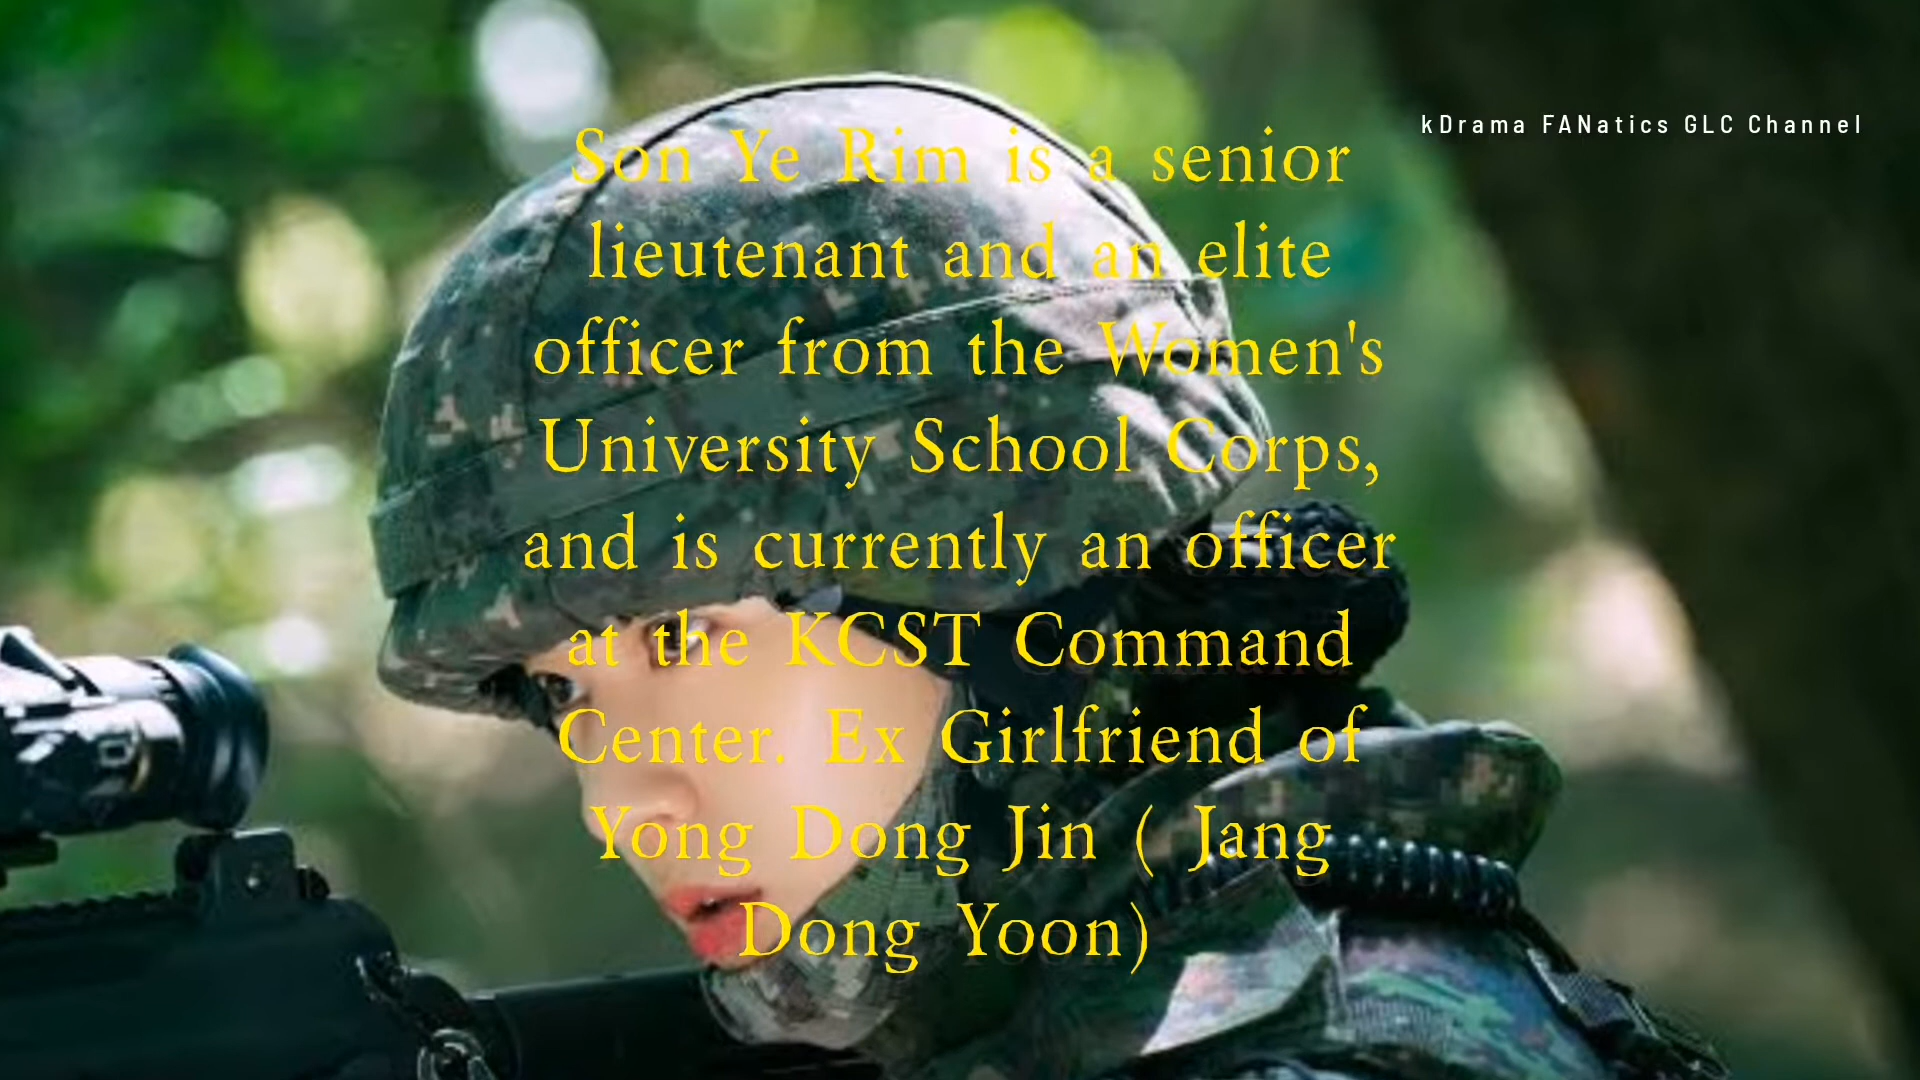 kDrama FANatics GLC Channel
Son Ye Rim is a senior
lieutenant and an elite
officer from the Women's
University School Corps,
and is currently an officer
at the KCST Command
Center. Ex Girlfriend of
Yong Dong Jin ( Jang
Dong Yoon)